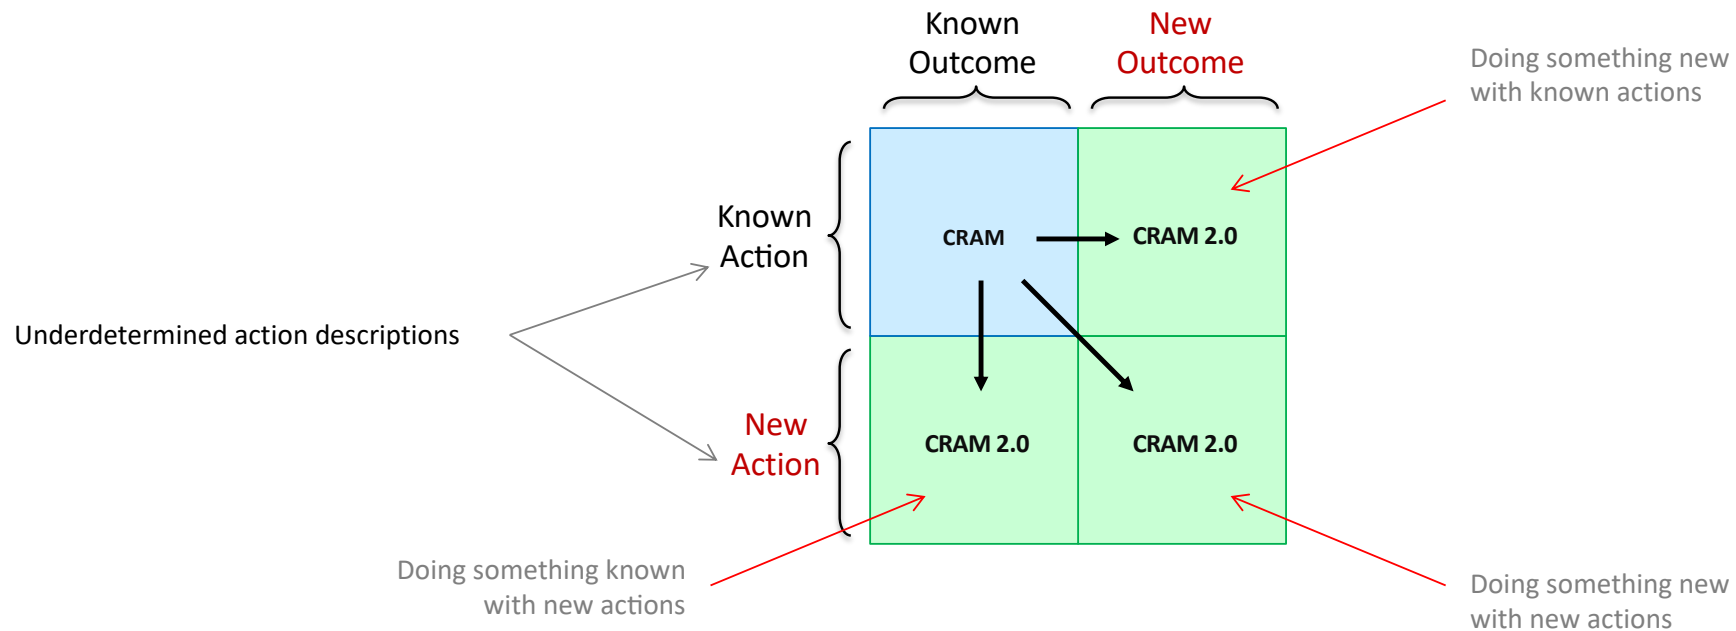 Known
Outcome
New
Outcome
Doing something new
with known actions
Known
Action
CRAM
CRAM 2.0
Underdetermined action descriptions
New
Action
CRAM 2.0
CRAM 2.0
Doing something known
with new actions
Doing something new
with new actions